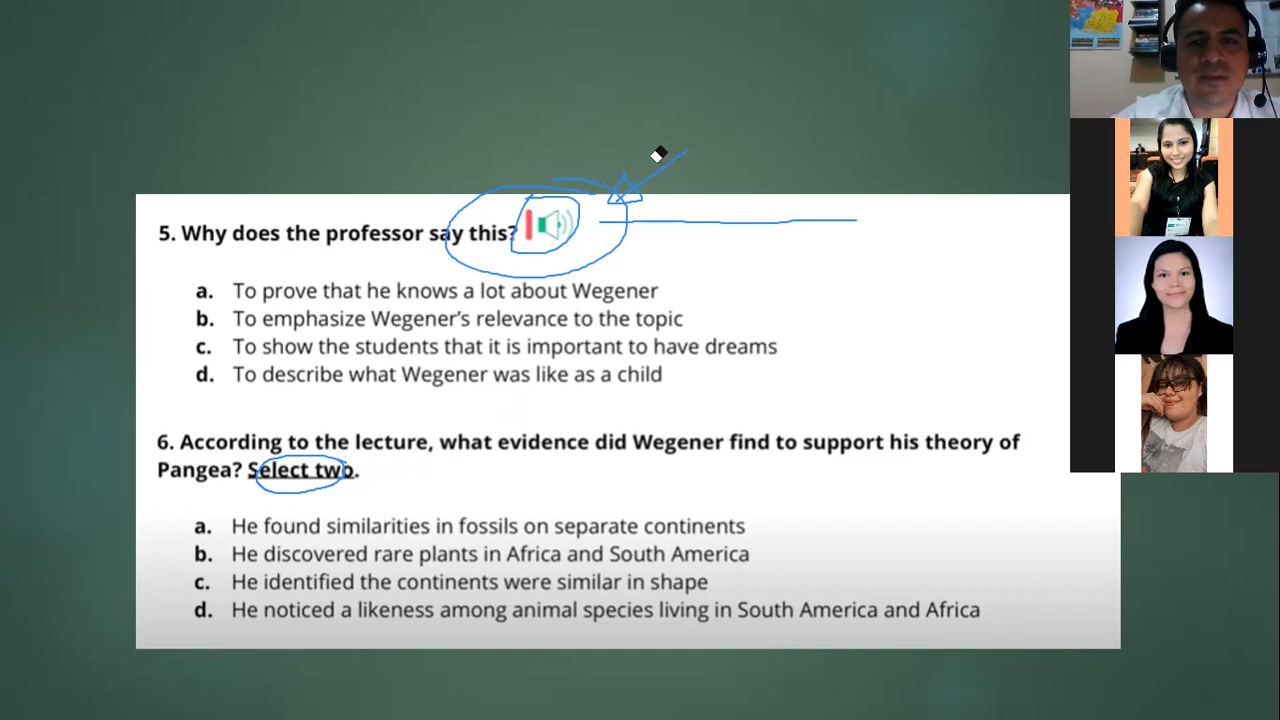 5. Why does the professor say this?
a. To prove that he knows a lot about Wegener
b. To emphasize Wegener's relevance to the topic
c. To show the students that it is important to have dreams
d. To describe what Wegener was like as a child
6. According to the lecture, what evidence did Wegener find to support his theory of
Pangea? Select two.
a. He found similarities in fossils on separate continents
b. He discovered rare plants in Africa and South America
c. He identified the continents were similar in shape
d. He noticed a likeness among animal species living in South America and Africa